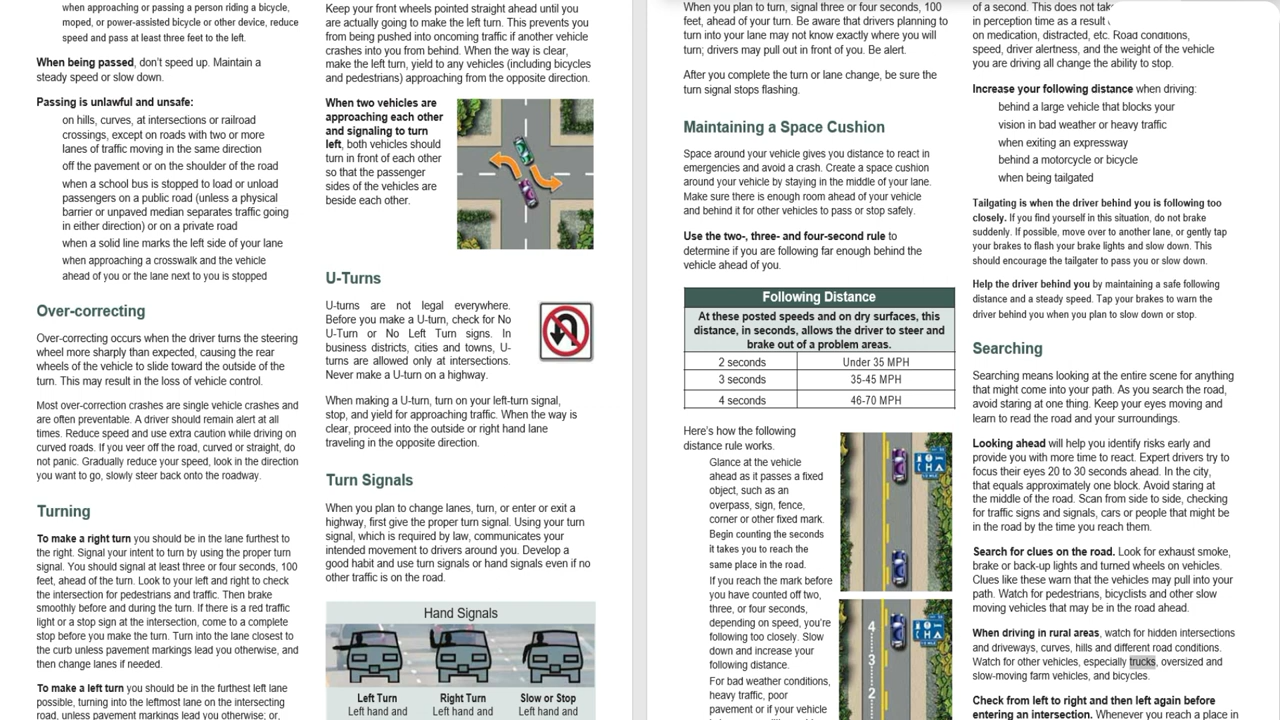 when approaching or passing a person riding a bicycle,
moped, or power-assisted bicycle or other device, reduce
speed and pass at least three feet to the left.
When being passed, don't speed up. Maintain a
steady speed or slow down.
Passing is unlawful and unsafe:
on hills, curves, at intersections or railroad
crossings, except on roads with two or more
lanes of traffic moving in the same direction
off the pavement or on the shoulder of the road
when a school bus is stopped to load or unload
passengers on a public road (unless a physical
barrier or unpaved median separates traffic going
in either direction) or on a private road
when a solid line marks the left side of your lane
when approaching a crosswalk and the vehicle
ahead of you or the lane next to you is stopped
Over-correcting
Over-correcting occurs when the driver turns the steering
wheel more sharply than expected, causing the rear
wheels of the vehicle to slide toward the outside of the
turn. This may result in the loss of vehicle control.
Most over-correction crashes are single vehicle crashes and
are often preventable. A driver should remain alert at all
times. Reduce speed and use extra caution while driving on
curved roads. If you veer off the road, curved or straight, do
not panic. Gradually reduce your speed, look in the direction
you want to go, slowly steer back onto the roadway.
Turning
To make a right turn you should be in the lane furthest to
the right. Signal your intent to turn by using the proper turn
signal. You should signal at least three or four seconds, 100
feet, ahead of the turn. Look to your left and right to check
the intersection for pedestrians and traffic. Then brake
smoothly before and during the turn. If there is a red traffic
light or a stop sign at the intersection, come to a complete
stop before you make the turn. Turn into the lane closest to
the curb unless pavement markings lead you otherwise, and
then change lanes if needed.
To make a left turn you should be in the furthest left lane
possible, turning into the leftmost lane on the intersecting
road, unless pavement markings lead you otherwise; or,
Keep your front wheels pointed straight ahead until you
are actually going to make the left turn. This prevents you
from being pushed into oncoming traffic if another vehicle
crashes into you from behind. When the way is clear,
make the left turn, yield to any vehicles (including bicycles
and pedestrians) approaching from the opposite direction.
When two vehicles are
approaching each other
and signaling to turn
left, both vehicles should
turn in front of each other
so that the passenger
sides of the vehicles are
beside each other.
U-Turns
U-turns are not legal everywhere.
Before you make a U-turn, check for No
U-Turn or No Left Turn signs. In
business districts, cities and towns, U-
turns are allowed only at intersections.
Never make a U-turn on a highway.
When making a U-turn, turn on your left-turn signal,
stop, and yield for approaching traffic. When the way is
clear, proceed into the outside or right hand lane
traveling in the opposite direction.
Turn Signals
When you plan to change lanes, turn, or enter or exit a
highway, first give the proper turn signal. Using your turn
signal, which is required by law, communicates your
intended movement to drivers around you. Develop a
good habit and use turn signals or hand signals even if no
other traffic is on the road.
Hand Signals
Left Turn Right Turn Slow or Stop
Left hand and Left hand and Left hand and
When you plan to turn, signal three or four seconds, 100
feet, ahead of your turn. Be aware that drivers planning to
turn into your lane may not know exactly where you will
turn; drivers may pull out in front of you. Be alert.
After you complete the turn or lane change, be sure the
turn signal stops flashing.
Maintaining a Space Cushion
Space around your vehicle gives you distance to react in
emergencies and avoid a crash. Create a space cushion
around your vehicle by staying in the middle of your lane.
Make sure there is enough room ahead of your vehicle
and behind it for other vehicles to pass or stop safely.
Use the two-, three- and four-second rule to
determine if you are following far enough behind the
vehicle ahead of you.
Following Distance
At these posted speeds and on dry surfaces, this
distance, in seconds, allows the driver to steer and
brake out of a problem areas.
2 seconds Under 35 MPH
3 seconds 35-45 MPH
4 seconds 46-70 MPH
Here's how the following
distance rule works.
Glance at the vehicle
ahead as it passes a fixed
object, such as an
overpass, sign, fence,
corner or other fixed mark.
Begin counting the seconds
it takes you to reach the
same place in the road.
If you reach the mark before
you have counted off two,
three, or four seconds,
depending on speed, you're
following too closely. Slow
down and increase your
following distance.
For bad weather conditions,
heavy traffic, poor
pavement or if your vehicle
H
4
3
2
H
of a second. This does not tak
in perception time as a result
on medication, distracted, etc. Road conditions,
speed, driver alertness, and the weight of the vehicle
you are driving all change the ability to stop.
Increase your following distance when driving:
behind a large vehicle that blocks your
vision in bad weather or heavy traffic
when exiting an expressway
behind a motorcycle or bicycle
when being tailgated
Tailgating is when the driver behind you is following too
closely. If you find yourself in this situation, do not brake
suddenly. If possible, move over to another lane, or gently tap
your brakes to flash your brake lights and slow down. This
should encourage the tailgater to pass you or slow down.
Help the driver behind you by maintaining a safe following
distance and a steady speed. Tap your brakes to warn the
driver behind you when you plan to slow down or stop.
Searching
Searching means looking at the entire scene for anything
that might come into your path. As you search the road,
avoid staring at one thing. Keep your eyes moving and
learn to read the road and your surroundings.
Looking ahead will help you identify risks early and
provide you with more time to react. Expert drivers try to
focus their eyes 20 to 30 seconds ahead. In the city,
that equals approximately one block. Avoid staring at
the middle of the road. Scan from side to side, checking
for traffic signs and signals, cars or people that might be
in the road by the time you reach them.
Search for clues on the road. Look for exhaust smoke,
brake or back-up lights and turned wheels on vehicles.
Clues like these warn that the vehicles may pull into your
path. Watch for pedestrians, bicyclists and other slow
moving vehicles that may be in the road ahead.
When driving in rural areas, watch for hidden intersections
and driveways, curves, hills and different road conditions.
Watch for other vehicles, especially trucks, oversized and
slow-moving farm vehicles, and bicycles.
Check from left to right and then left again before
entering an intersection. Whenever you reach a place in